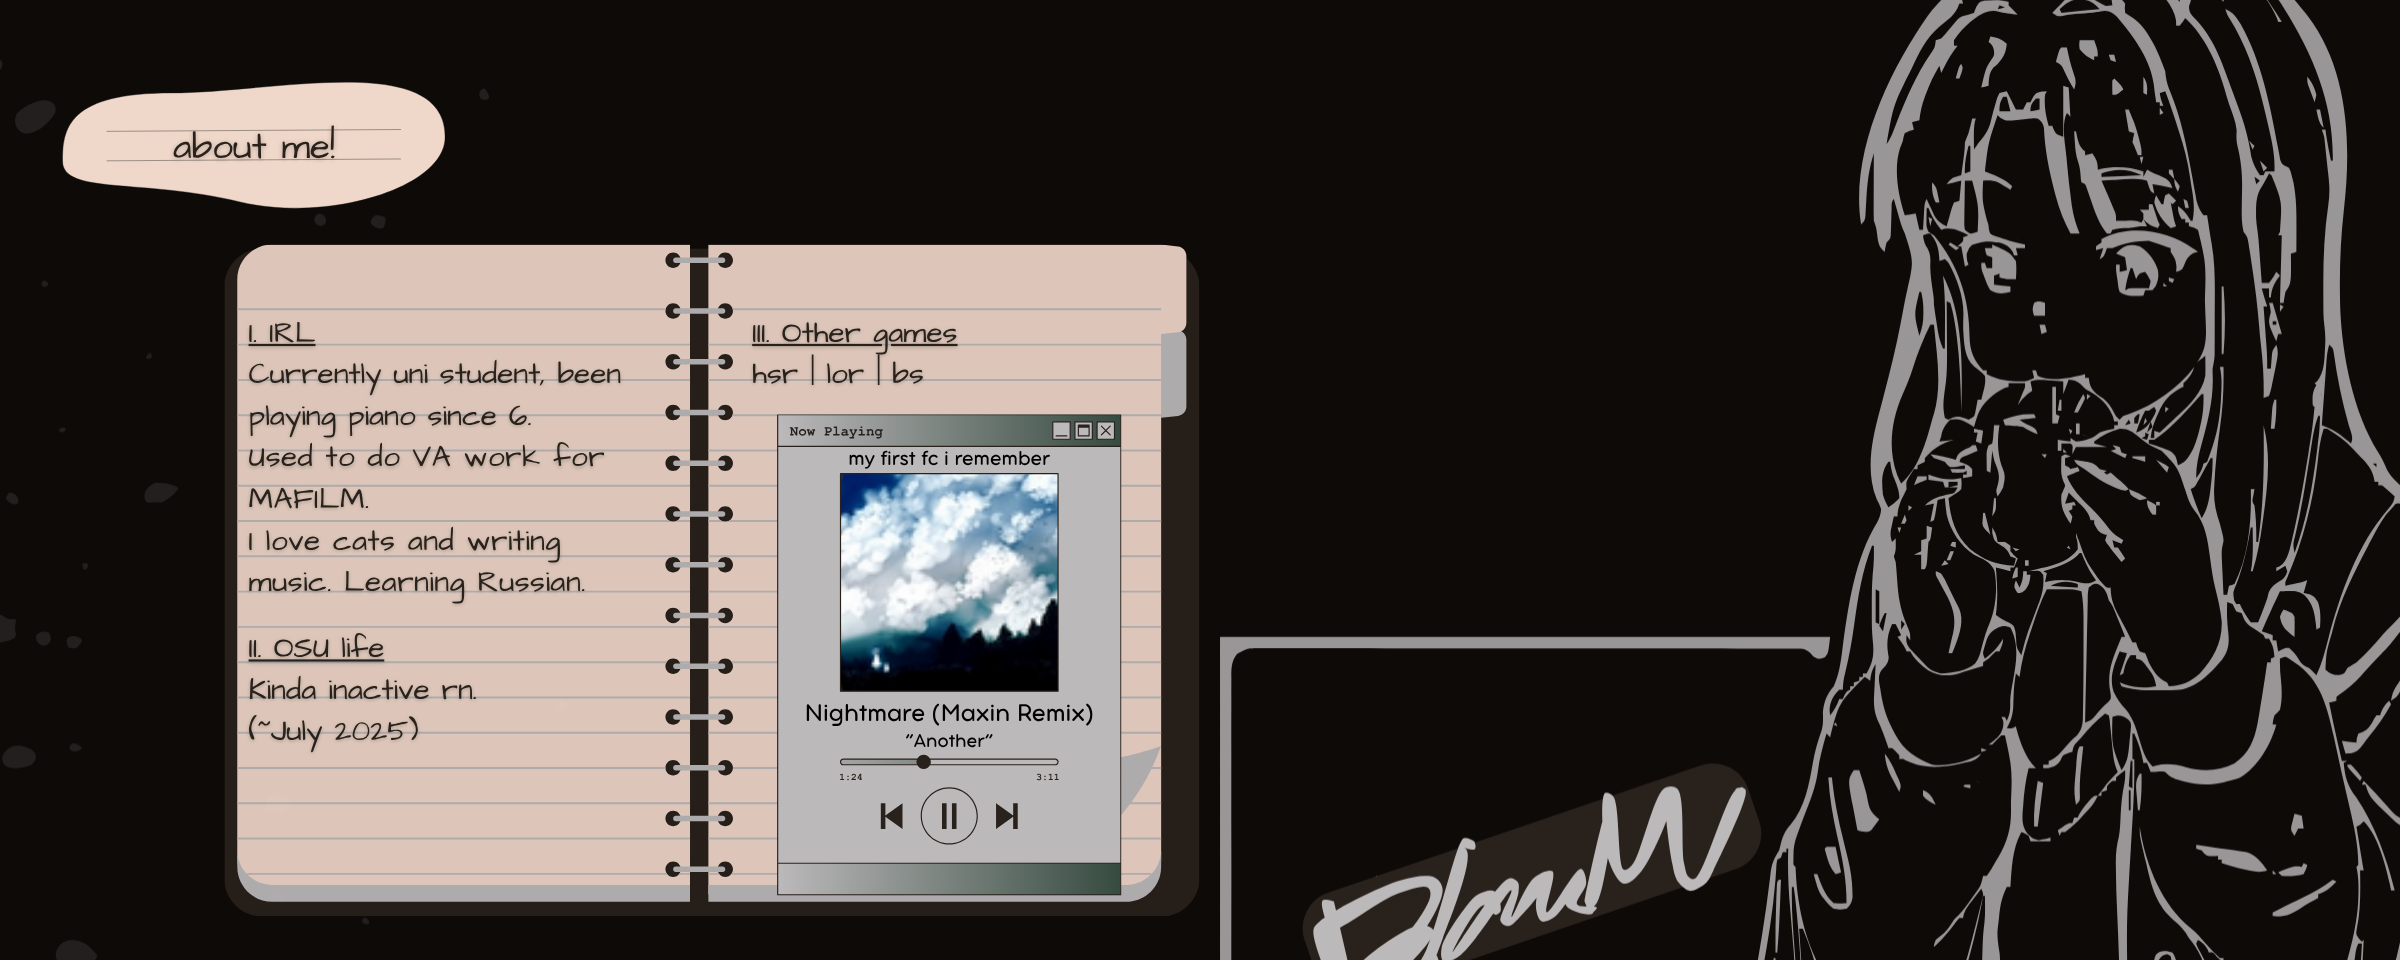 about me!
I. IRL
Currently uni student, been
playing piano since 6.
Used to do VA work for
MAFILM.
I love cats and writing
music. Learning Russian.
II. OSU life
Kinda inactive rn.
(~July 2025)
III. Other games
hsr | lor | bs
Now Playing
my first fc i remember
Nightmare (Maxin Remix)
"Another"
1:24 3:11